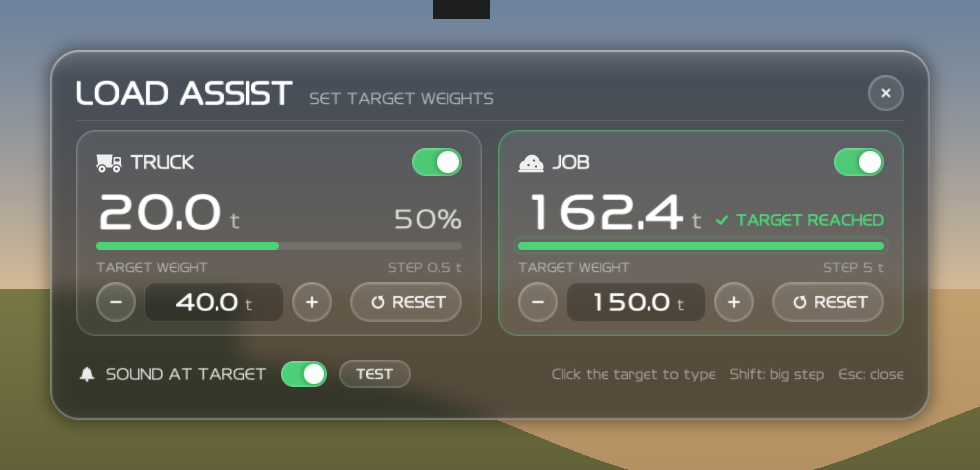 LOAD ASSIST SET TARGET WEIGHTS
TRUCK
20.0 t 50%
TARGET WEIGHT STEP 0.5 t
40.0 t RESET
JOB
162.4 t TARGET REACHED
TARGET WEIGHT STEP 5 t
150.0 t RESET
SOUND AT TARGET TEST
Click the target to type Shift: big step Esc: close